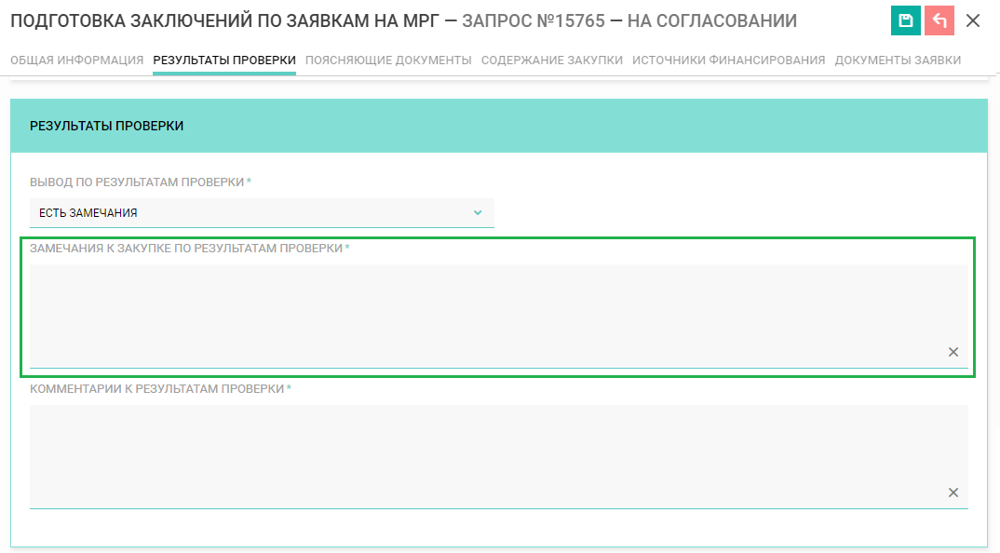 ПОДГОТОВКА ЗАКЛЮЧЕНИЙ ПО ЗАЯВКАМ НА МРГ — ЗАПРОС №15765 — НА СОГЛАСОВАНИИ
ОБЩАЯ ИНФОРМАЦИЯ РЕЗУЛЬТАТЫ ПРОВЕРКИ ПОЯСНЯЮЩИЕ ДОКУМЕНТЫ СОДЕРЖАНИЕ ЗАКУПКИ ИСТОЧНИКИ ФИНАНСИРОВАНИЯ ДОКУМЕНТЫ ЗАЯВКИ
РЕЗУЛЬТАТЫ ПРОВЕРКИ
ВЫВОД ПО РЕЗУЛЬТАТАМ ПРОВЕРКИ *
ЕСТЬ ЗАМЕЧАНИЯ
ЗАМЕЧАНИЯ К ЗАКУПКЕ ПО РЕЗУЛЬТАТАМ ПРОВЕРКИ *
КОММЕНТАРИИ К РЕЗУЛЬТАТАМ ПРОВЕРКИ *